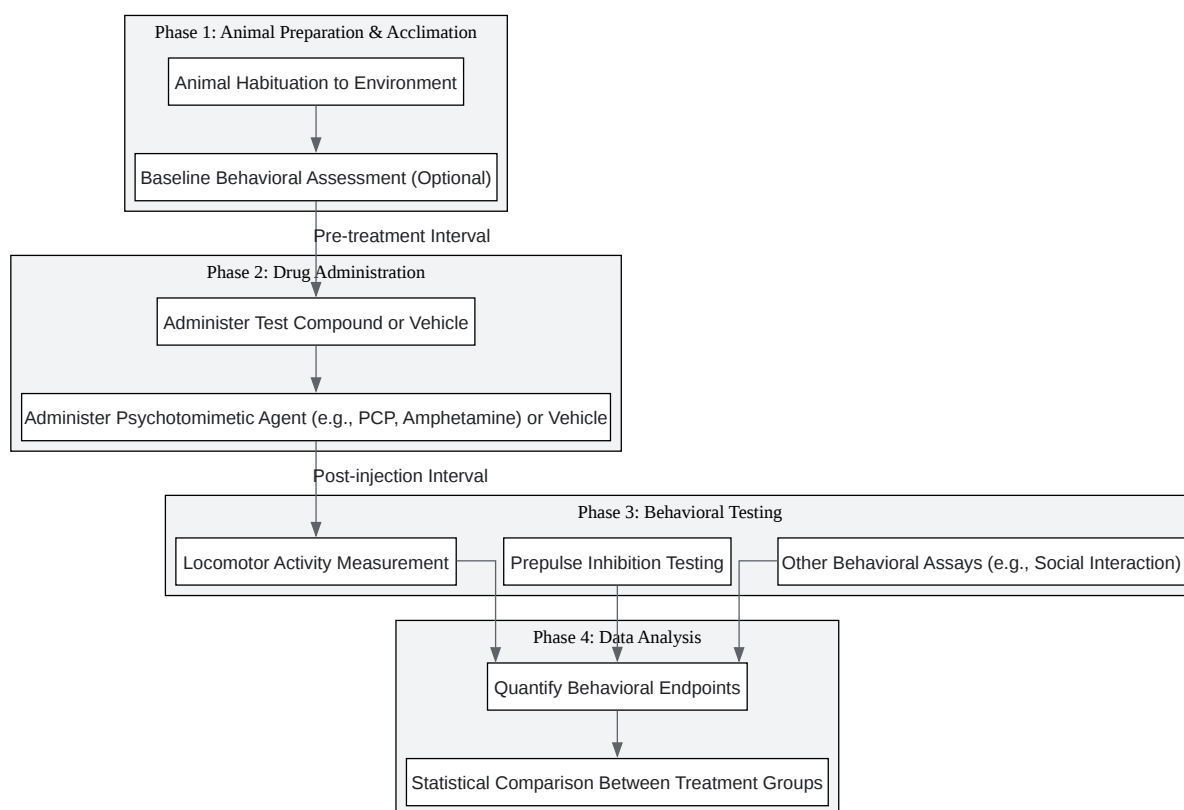 Phase 1: Animal Preparation & Acclimation
Animal Habituation to Environment
Baseline Behavioral Assessment (Optional)
Pre-treatment Interval
Phase 2: Drug Administration
Administer Test Compound or Vehicle
Administer Psychotomimetic Agent (e.g., PCP, Amphetamine) or Vehicle
Post-injection Interval
Phase 3: Behavioral Testing
Locomotor Activity Measurement
Prepulse Inhibition Testing
Other Behavioral Assays (e.g., Social Interaction)
Phase 4: Data Analysis
Quantify Behavioral Endpoints
Statistical Comparison Between Treatment Groups